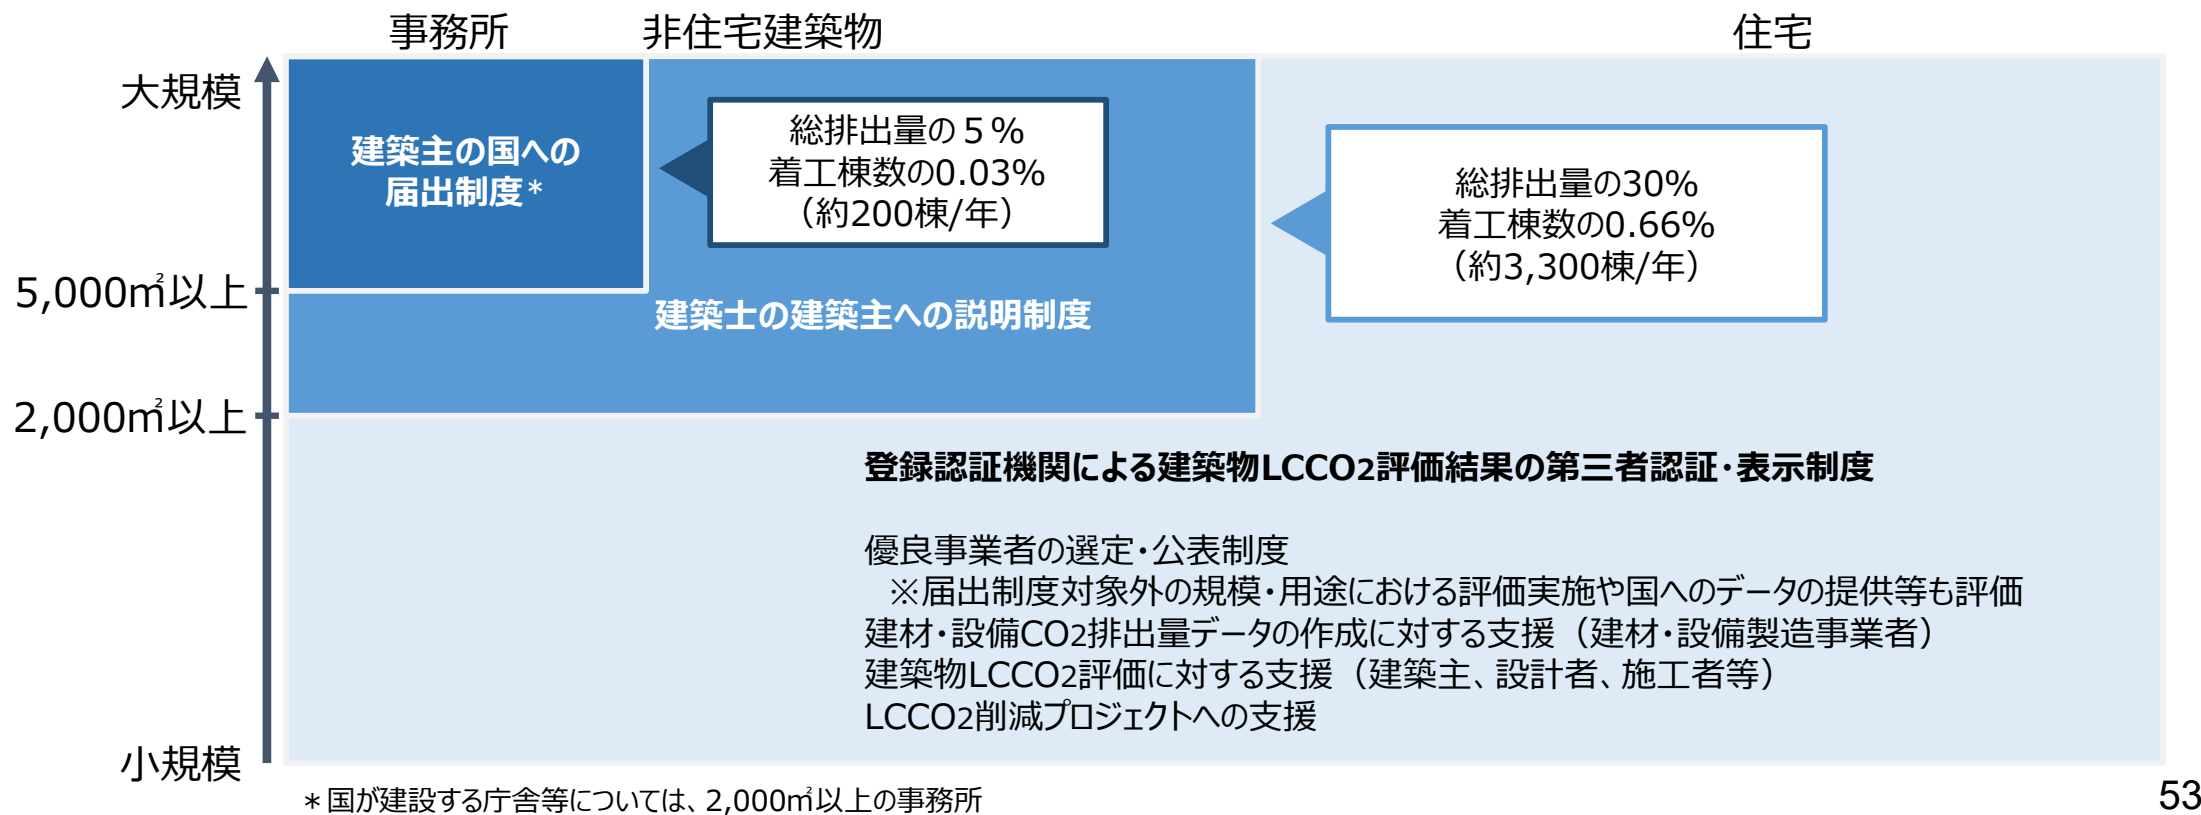 事務所
非住宅建築物
住宅
大規模
建築主の国への
届出制度*
総排出量の５%
着工棟数の0.03%
（約200棟/年）
総排出量の30%
着工棟数の0.66%
（約3,300棟/年）
5,000㎡以上
建築士の建築主への説明制度
2,000㎡以上
登録認証機関による建築物LCCO2評価結果の第三者認証・表示制度
優良事業者の選定・公表制度
※届出制度対象外の規模・用途における評価実施や国へのデータの提供等も評価
建材・設備CO2排出量データの作成に対する支援（建材・設備製造事業者）
建築物LCCO2評価に対する支援（建築主、設計者、施工者等）
LCCO2削減プロジェクトへの支援
小規模
＊国が建設する庁舎等については、2,000㎡以上の事務所
53